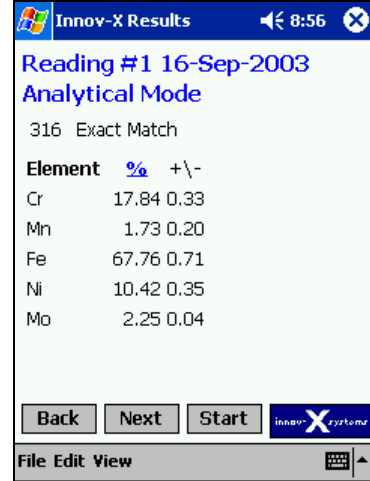 Innov-X Results 8:56
Reading #1 16-Sep-2003
Analytical Mode
316 Exact Match
Element % +\-
Cr 17.84 0.33
Mn 1.73 0.20
Fe 67.76 0.71
Ni 10.42 0.35
Mo 2.25 0.04
Back Next Start innov-X systems
File Edit View